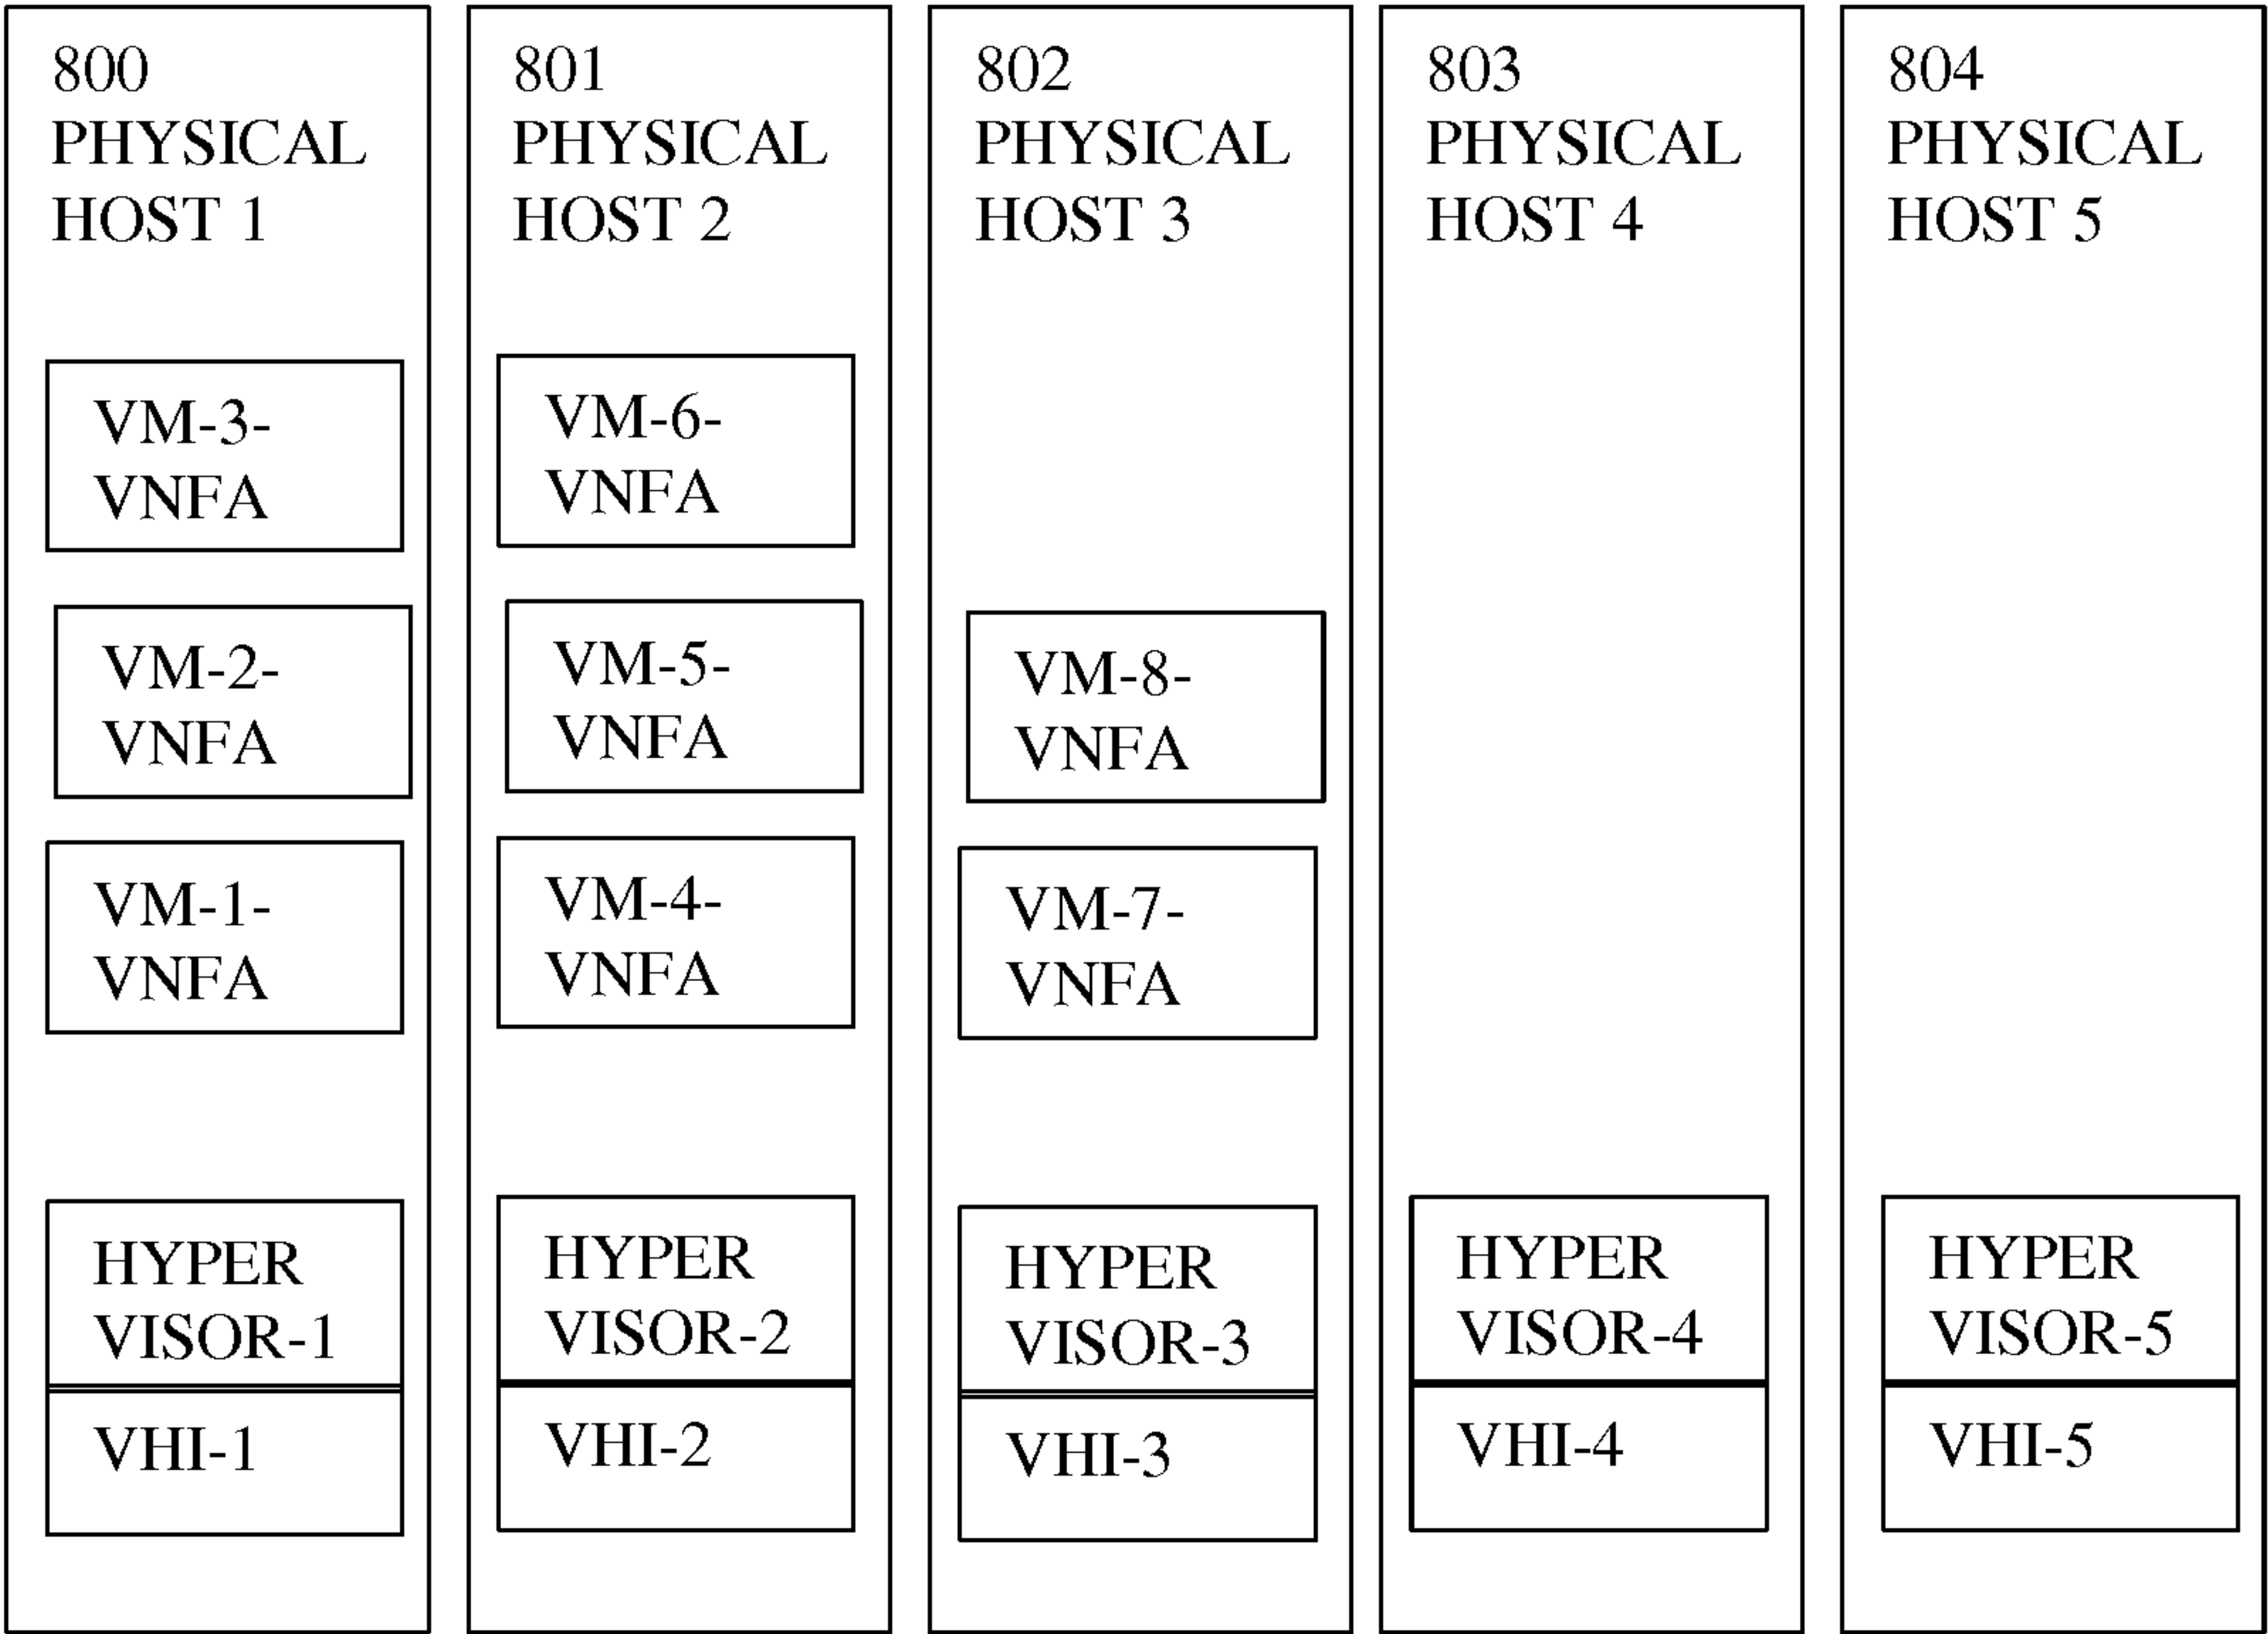 800
PHYSICAL
HOST 1
VM-3-
VNFA
VM-2-
VNFA
VM-1-
VNFA
HYPER
VISOR-1
VHI-1
801
PHYSICAL
HOST 2
VM-6-
VNFA
VM-5-
VNFA
VM-4-
VNFA
HYPER
VISOR-2
VHI-2
802
PHYSICAL
HOST 3
VM-8-
VNFA
VM-7-
VNFA
HYPER
VISOR-3
VHI-3
803
PHYSICAL
HOST 4
HYPER
VISOR-4
VHI-4
804
PHYSICAL
HOST 5
HYPER
VISOR-5
VHI-5